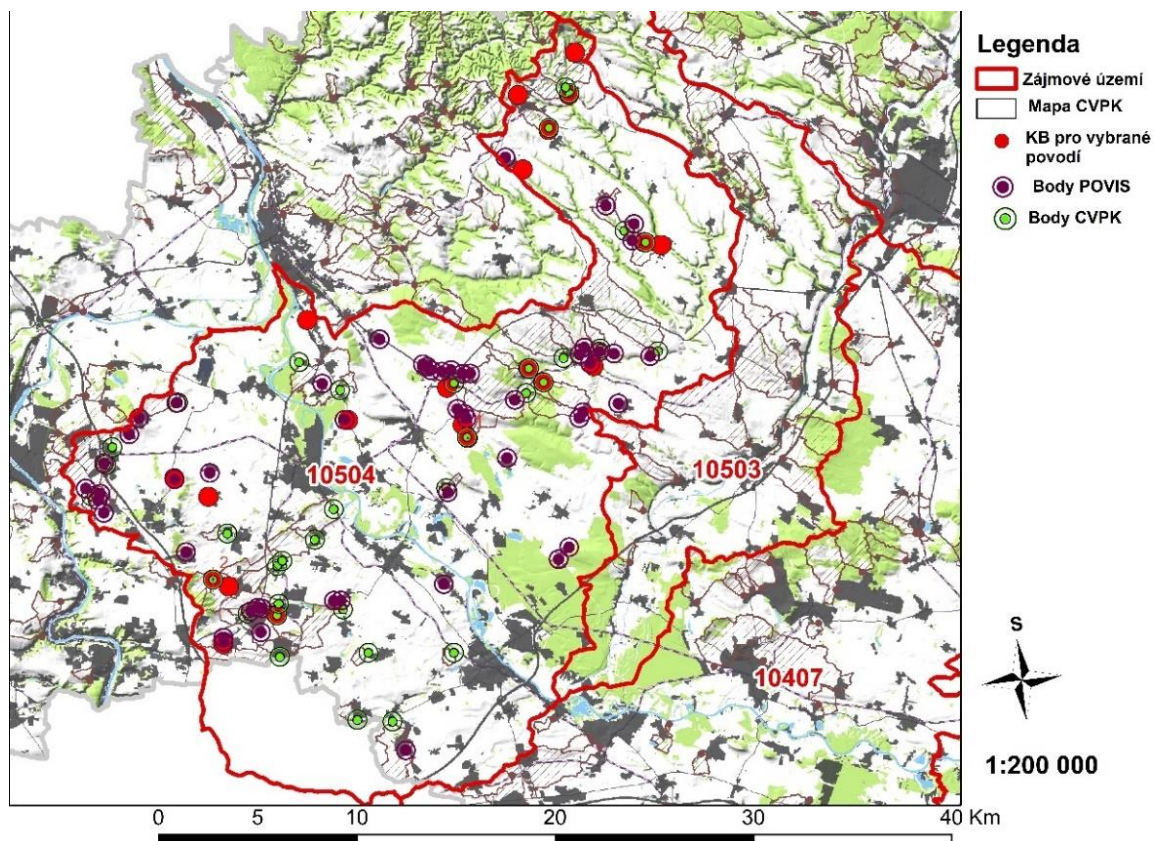 Legenda
Zájmové území
Mapa CVPK
KB pro vybrané
povodí
Body POVIS
Body CVPK
10504
10503
10407
S
1:200 000
0 5 10 20 30 40 Km